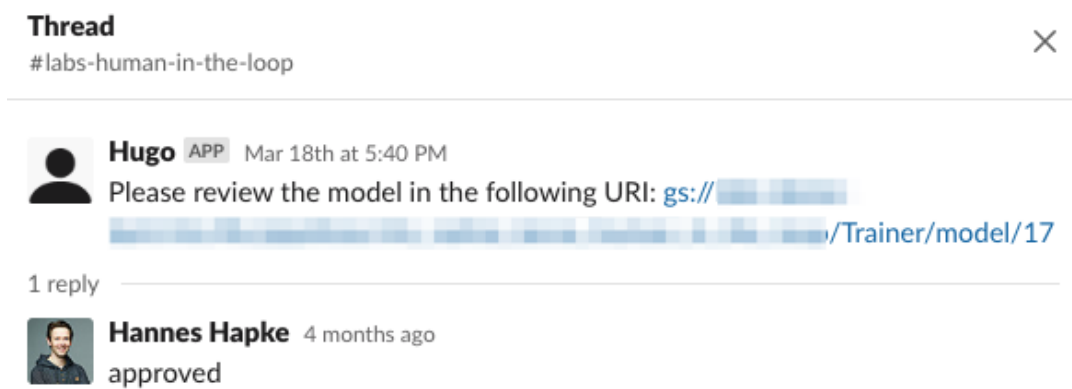 Thread
#labs-human-in-the-loop
Hugo APP Mar 18th at 5:40 PM
Please review the model in the following URI: gs://
/Trainer/model/17
1 reply
Hannes Hapke 4 months ago
approved